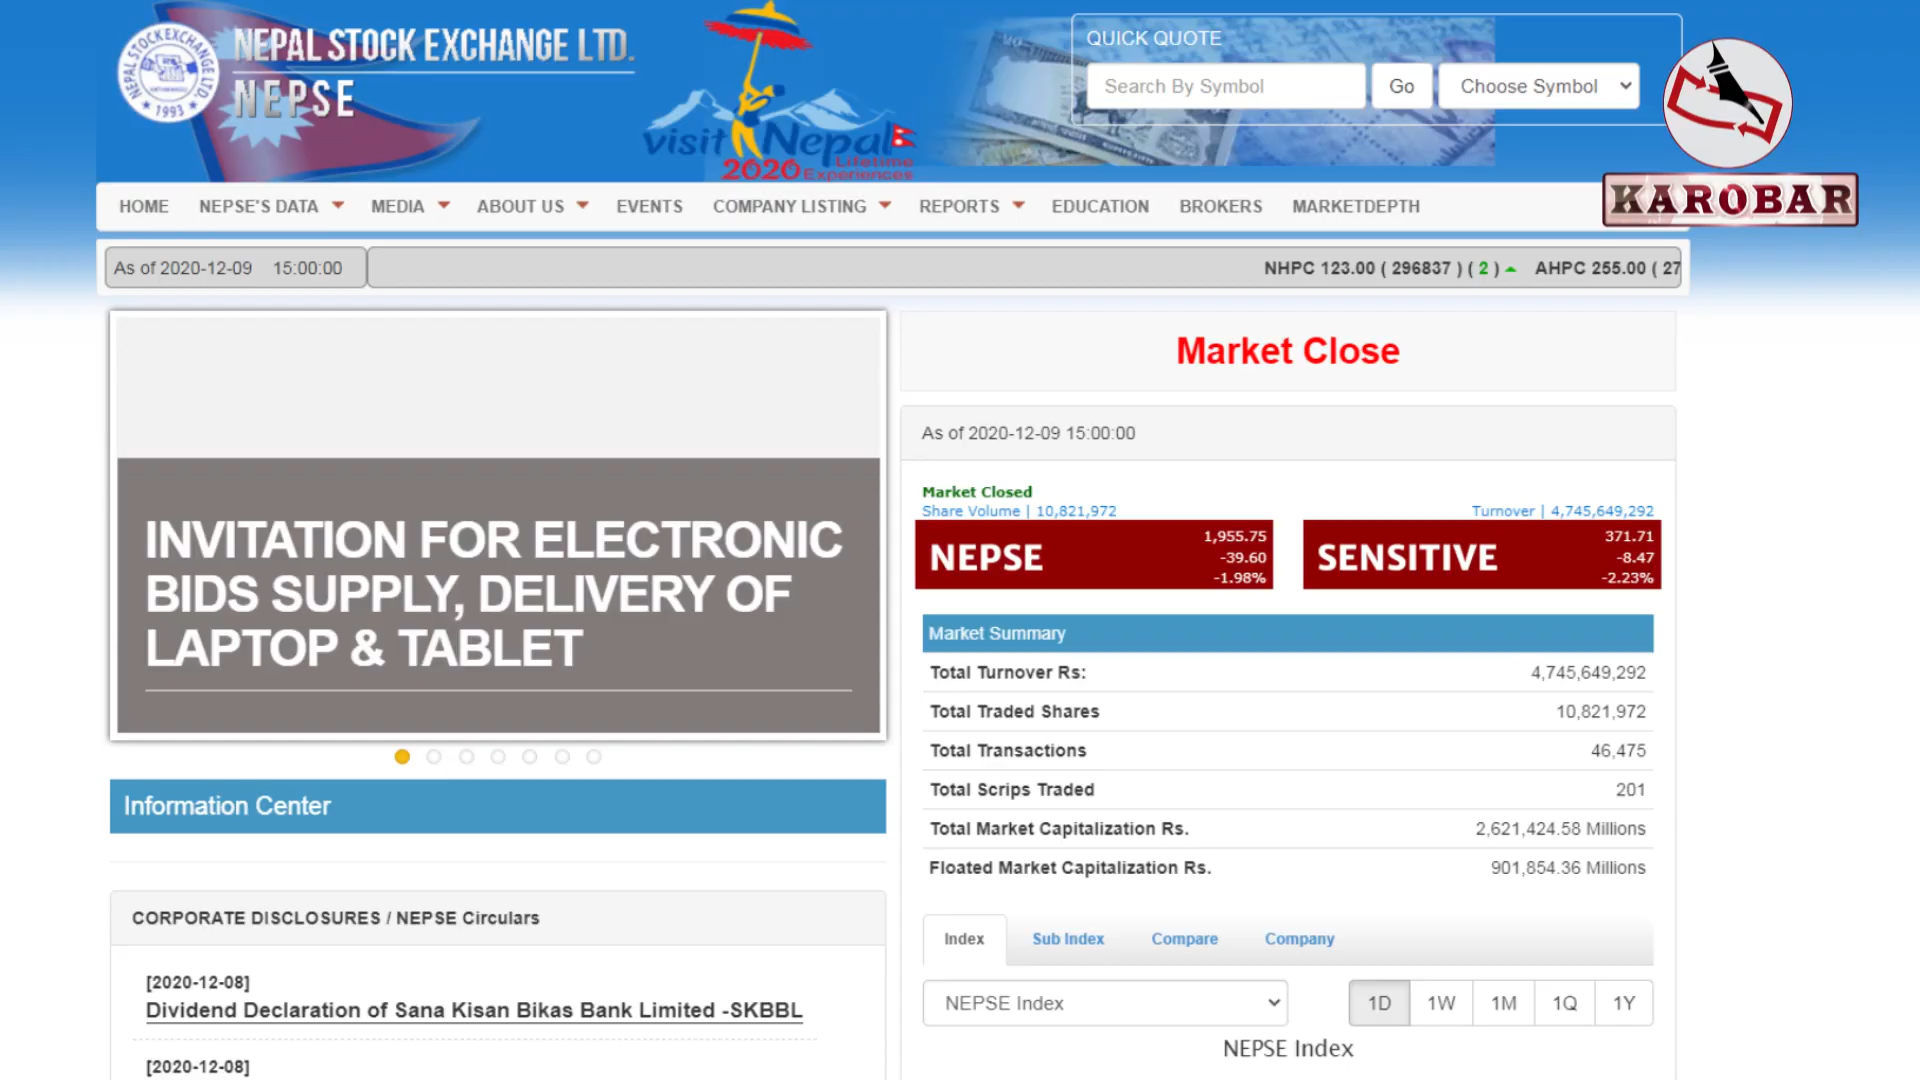 NEPAL STOCK EXCHANGE LTD.
NEPSE
NEPAL STOCK EXCHANGE LTD.
1993
visit Nepal
2020 Lifetime
Experiences
QUICK QUOTE
Search By Symbol
Go
Choose Symbol
KAROBAR
HOME NEPSE'S DATA MEDIA ABOUT US EVENTS COMPANY LISTING REPORTS EDUCATION BROKERS MARKETDEPTH
As of 2020-12-09 15:00:00
NHPC 123.00 ( 296837 ) ( 2 ) AHPC 255.00 ( 27
INVITATION FOR ELECTRONIC
BIDS SUPPLY, DELIVERY OF
LAPTOP & TABLET
Information Center
CORPORATE DISCLOSURES / NEPSE Circulars
[2020-12-08]
Dividend Declaration of Sana Kisan Bikas Bank Limited -SKBBL
[2020-12-08]
Market Close
As of 2020-12-09 15:00:00
Market Closed
Share Volume | 10,821,972
Turnover | 4,745,649,292
NEPSE
1,955.75
-39.60
-1.98%
SENSITIVE
371.71
-8.47
-2.23%
Market Summary
Total Turnover Rs: 4,745,649,292
Total Traded Shares 10,821,972
Total Transactions 46,475
Total Scrips Traded 201
Total Market Capitalization Rs. 2,621,424.58 Millions
Floated Market Capitalization Rs. 901,854.36 Millions
Index Sub Index Compare Company
NEPSE Index
1D 1W 1M 1Q 1Y
NEPSE Index